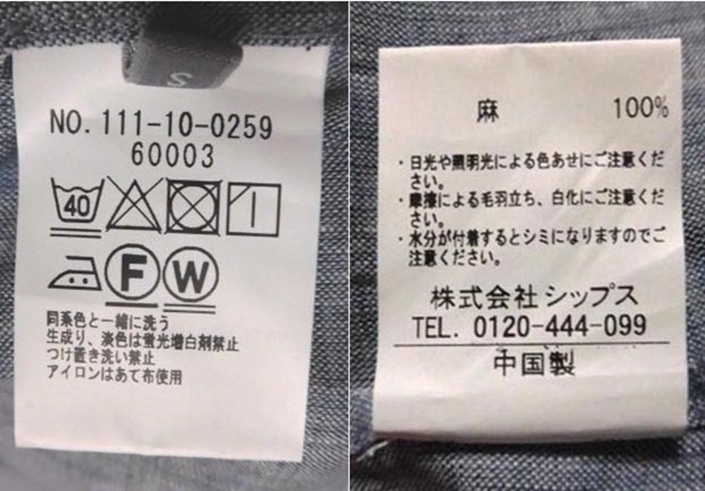 S
NO. 111-10-0259
60003
40
F W
同系色と一緒に洗う
生成り、淡色は蛍光増白剤禁止
つけ置き洗い禁止
アイロンはあて布使用
麻 100%
・日光や照明光による色あせにご注意くだ
さい。
・摩擦による毛羽立ち、白化にご注意くだ
さい。
・水分が付着するとシミになりますのでご
注意ください。
株式会社シップス
TEL. 0120-444-099
中国製